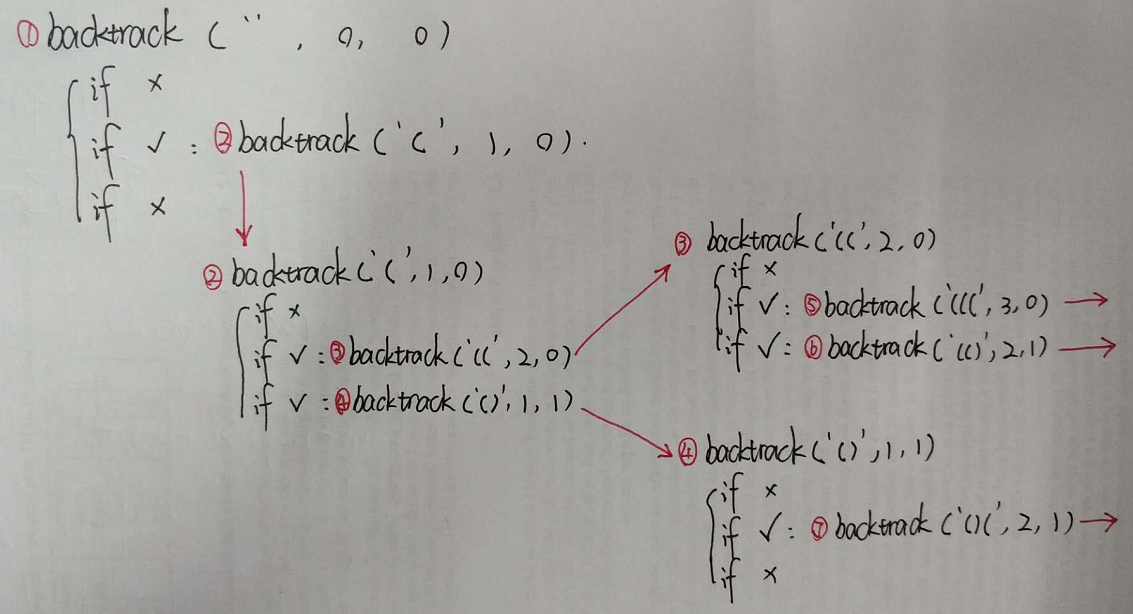 ① backtrack ( '' , 0, 0)
if ×
if ✓ : ② backtrack ( '(' , 1, 0).
if ×
② backtrack ( '(' , 1, 0)
if ×
if ✓ : ③ backtrack ( '((' , 2, 0)
if ✓ : ④ backtrack ( '()' , 1, 1)
③ backtrack ( '((' , 2, 0)
if ×
if ✓ : ⑤ backtrack ( '(((' , 3, 0)
if ✓ : ⑥ backtrack ( '(()' , 2, 1)
④ backtrack ( '()' , 1, 1)
if ×
if ✓ : ⑦ backtrack ( '()(' , 2, 1)
if ×